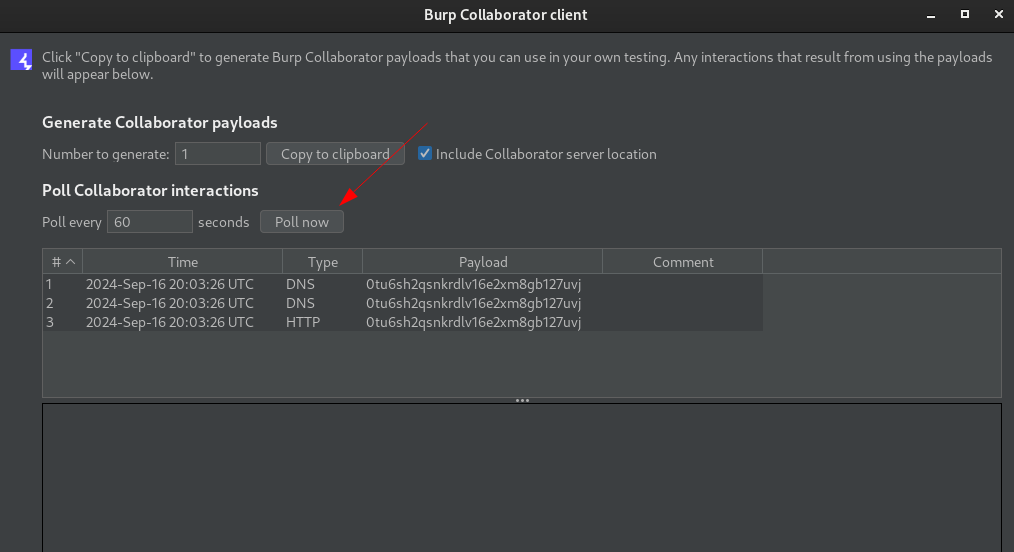 Burp Collaborator client
Click "Copy to clipboard" to generate Burp Collaborator payloads that you can use in your own testing. Any interactions that result from using the payloads
will appear below.
Generate Collaborator payloads
Number to generate: 1 Copy to clipboard Include Collaborator server location
Poll Collaborator interactions
Poll every 60 seconds Poll now
# Time Type Payload Comment
1 2024-Sep-16 20:03:26 UTC DNS 0tu6sh2qsnkrdlv16e2xm8gb127uvj
2 2024-Sep-16 20:03:26 UTC DNS 0tu6sh2qsnkrdlv16e2xm8gb127uvj
3 2024-Sep-16 20:03:26 UTC HTTP 0tu6sh2qsnkrdlv16e2xm8gb127uvj